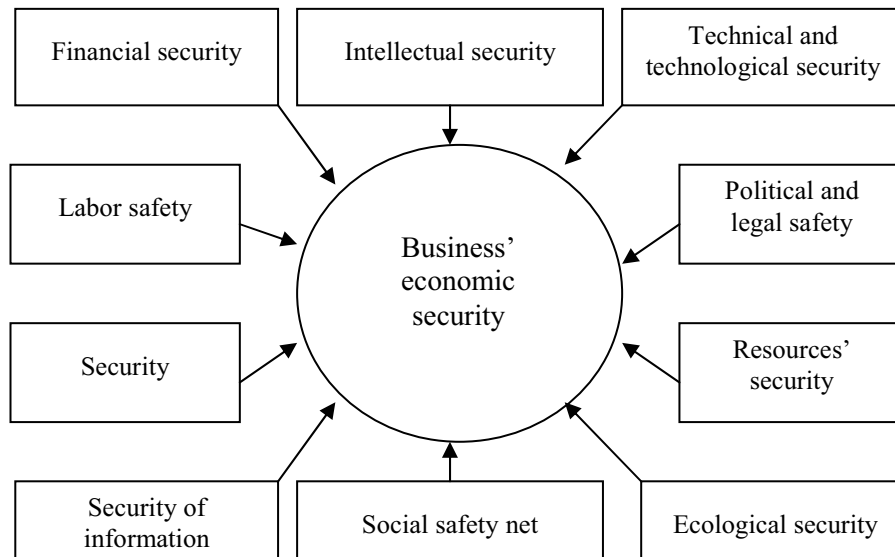 Financial security
Intellectual security
Technical and
technological security
Labor safety
Business’
economic
security
Political and
legal safety
Security
Resources’
security
Security of
information
Social safety net
Ecological security